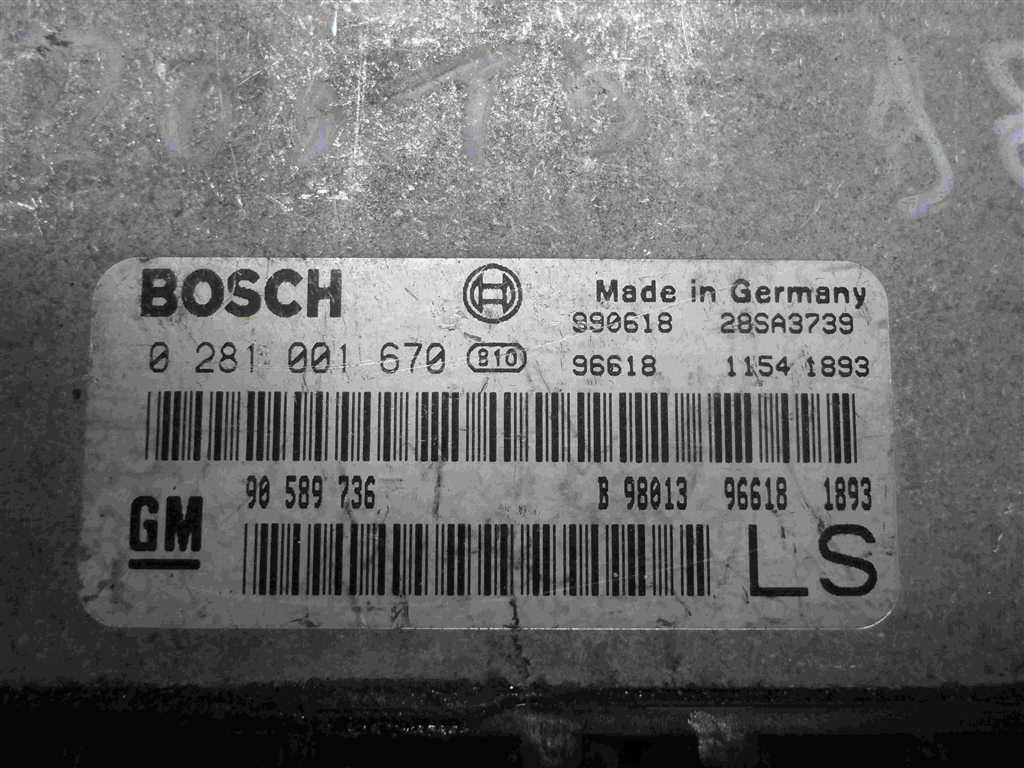 BOSCH
Made in Germany
S90618 28SA3739
0 281 001 670 B10 96618 1154 1893
90 589 736 B 98013 96618 1893
GM
LS